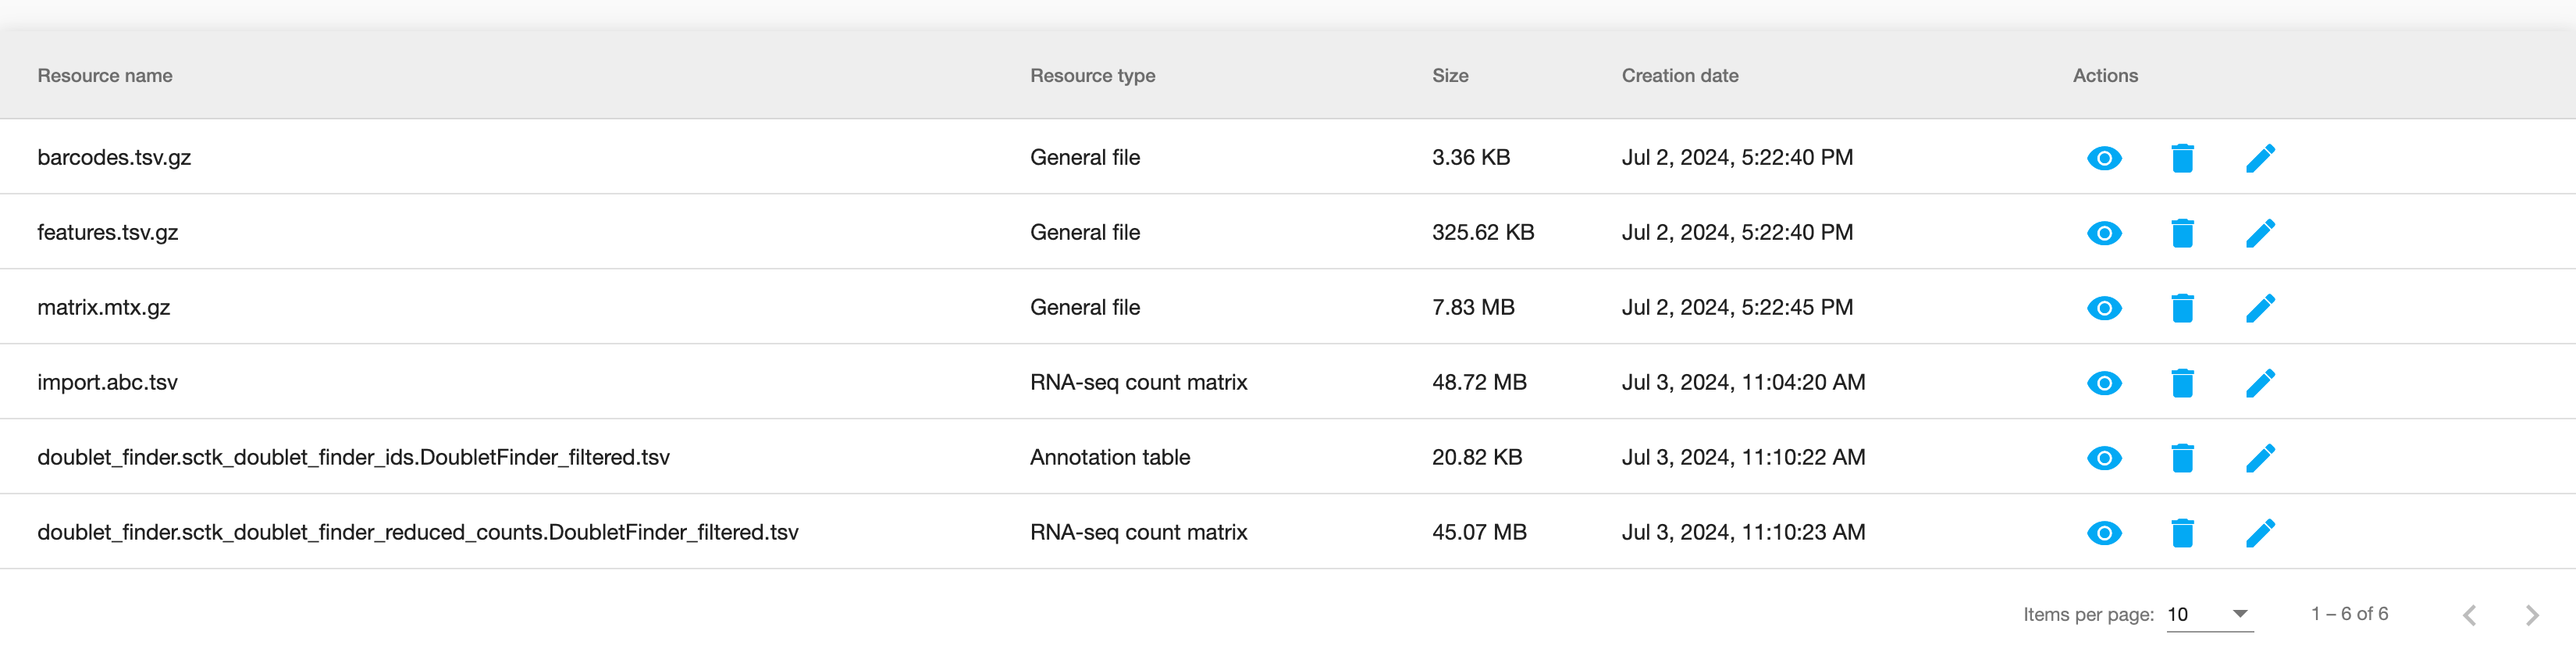 Resource name Resource type Size Creation date Actions
barcodes.tsv.gz General file 3.36 KB Jul 2, 2024, 5:22:40 PM
features.tsv.gz General file 325.62 KB Jul 2, 2024, 5:22:40 PM
matrix.mtx.gz General file 7.83 MB Jul 2, 2024, 5:22:45 PM
import.abc.tsv RNA-seq count matrix 48.72 MB Jul 3, 2024, 11:04:20 AM
doublet_finder.sctk_doublet_finder_ids.DoubletFinder_filtered.tsv Annotation table 20.82 KB Jul 3, 2024, 11:10:22 AM
doublet_finder.sctk_doublet_finder_reduced_counts.DoubletFinder_filtered.tsv RNA-seq count matrix 45.07 MB Jul 3, 2024, 11:10:23 AM
Items per page: 10 1 – 6 of 6